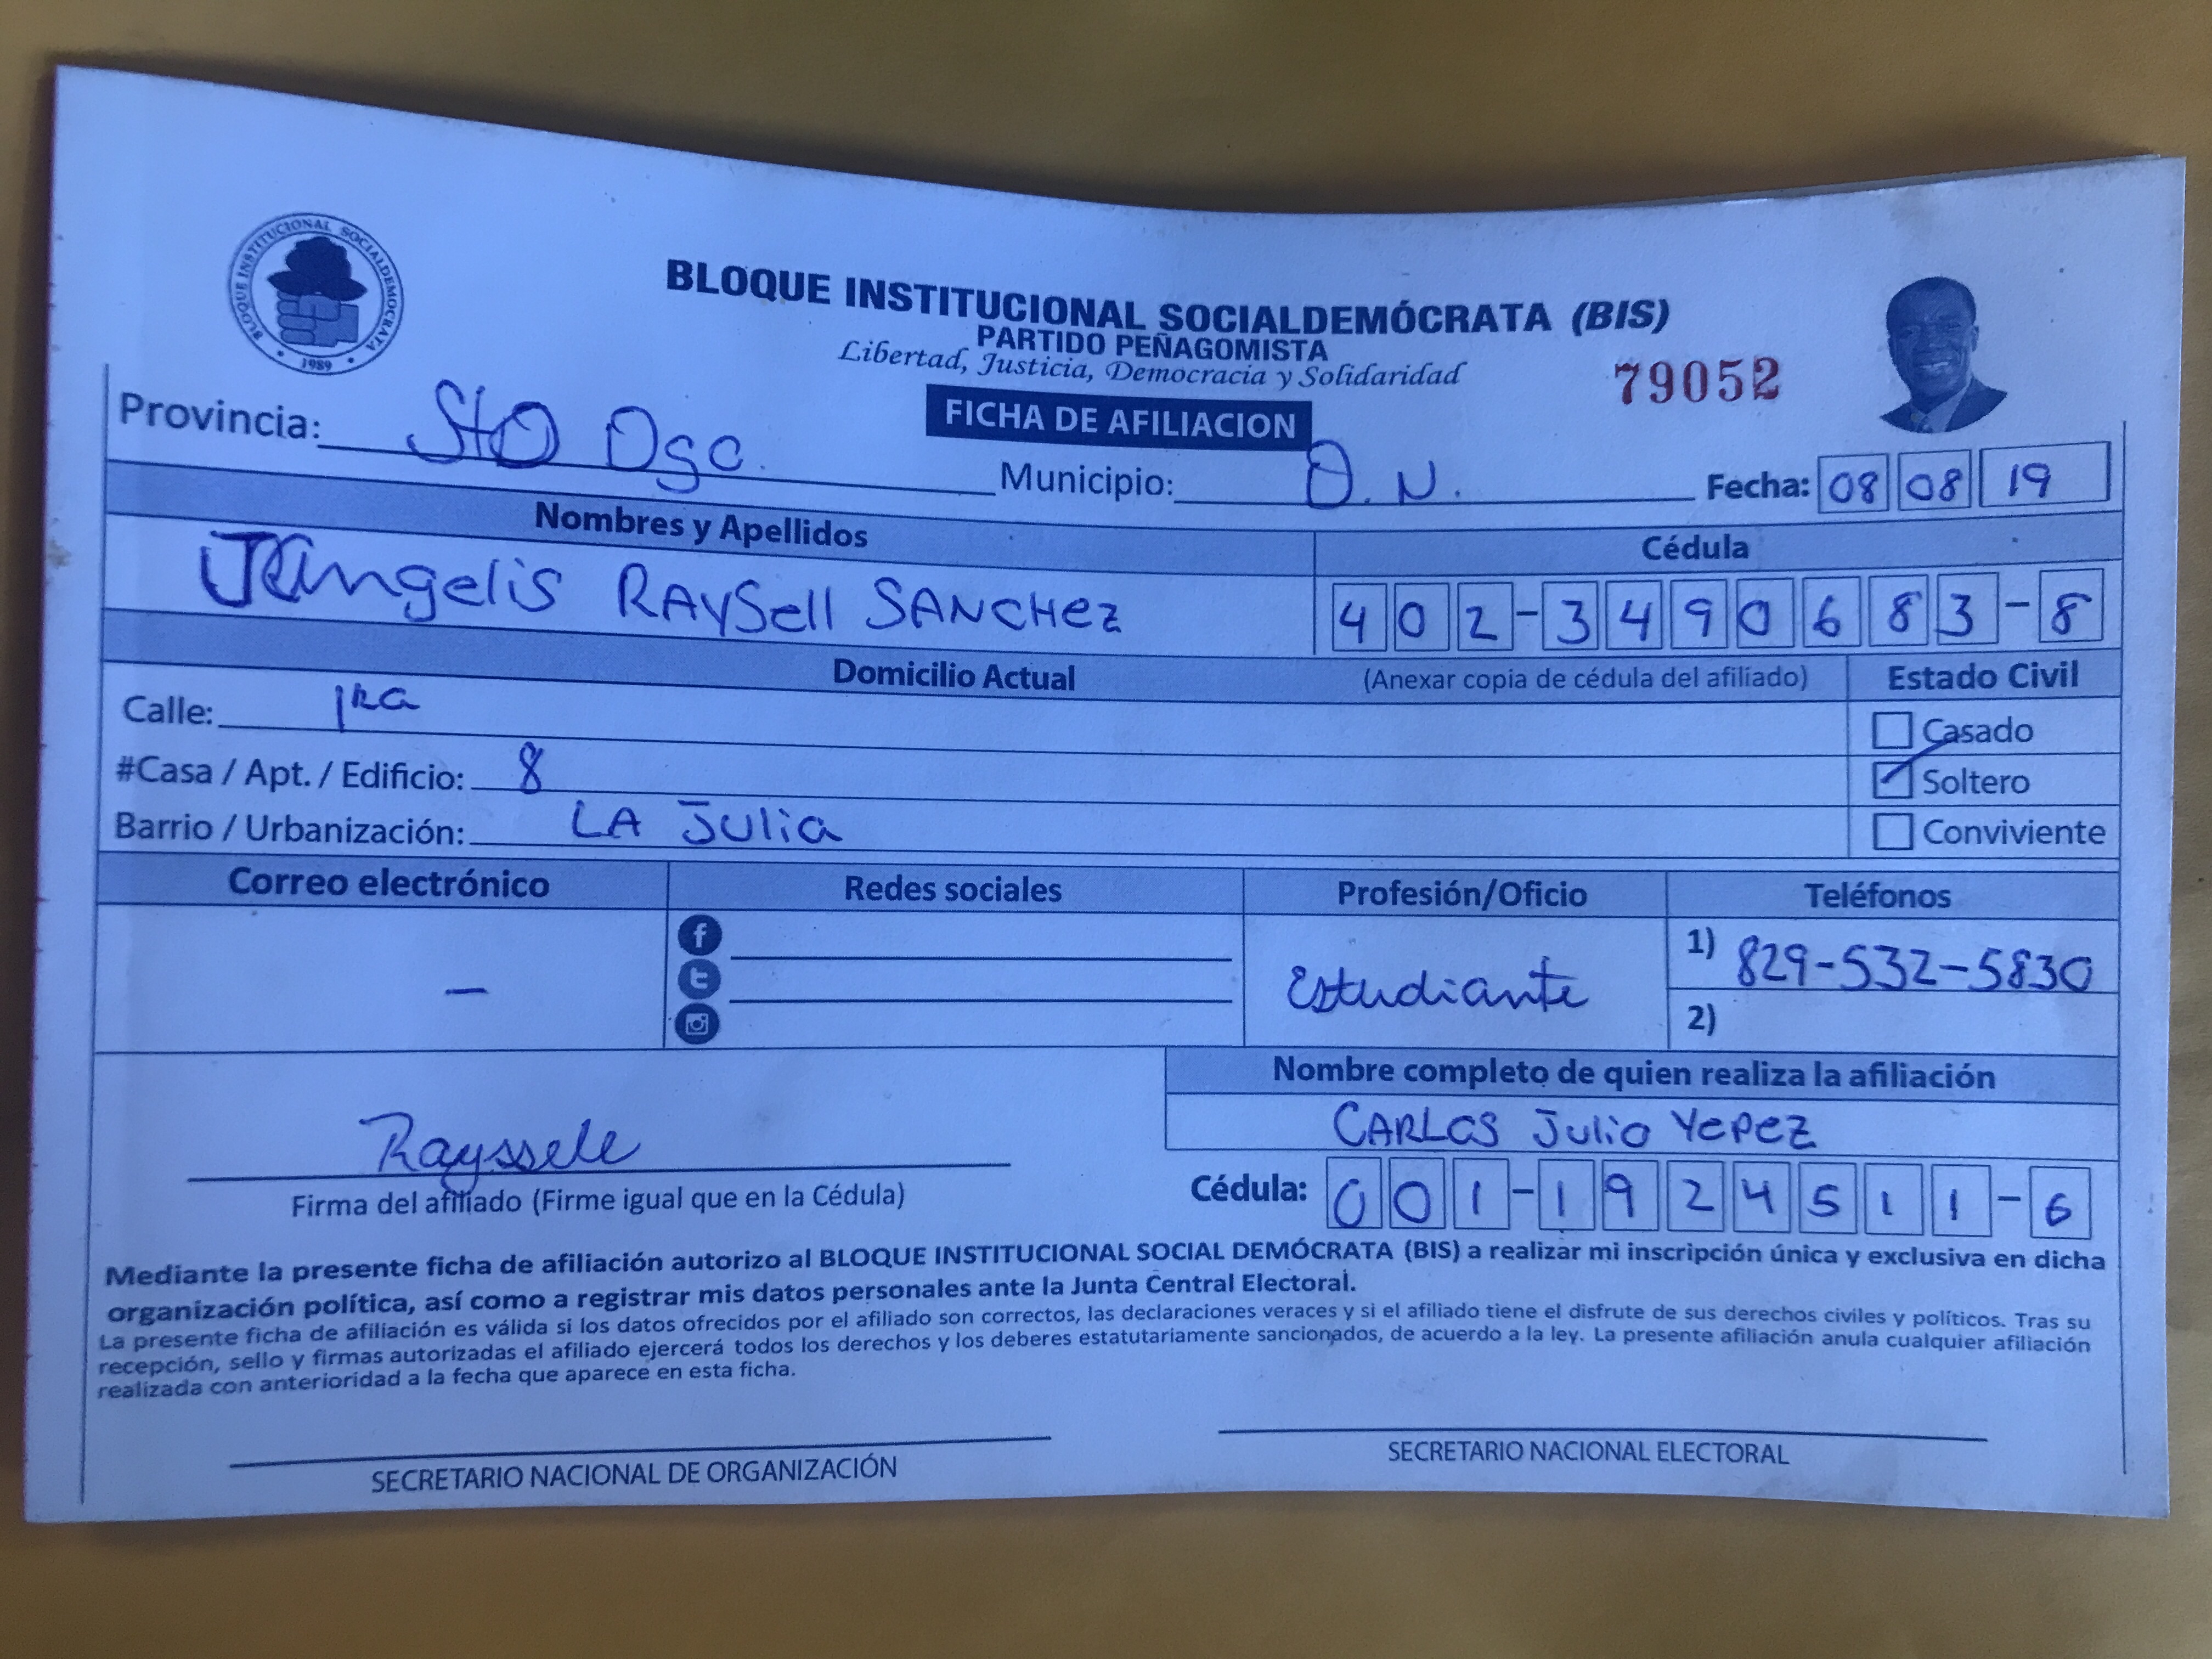 BLOQUE INSTITUCIONAL SOCIALDEMOCRATA
1989
BLOQUE INSTITUCIONAL SOCIALDEMÓCRATA (BIS)
PARTIDO PEÑAGOMISTA
Libertad, Justicia, Democracia y Solidaridad
79052
FICHA DE AFILIACION
Provincia: Sto Dgo. Municipio: D.N. Fecha: 08 08 19
Nombres y Apellidos Cédula
RAYSell SANCHEZ 402-3490683-8
Domicilio Actual (Anexar copia de cédula del afiliado) Estado Civil
Calle: 1ra Casado
#Casa / Apt. / Edificio: 8 Soltero
Barrio / Urbanización: LA Julia Conviviente
Correo electrónico Redes sociales Profesión/Oficio Teléfonos
— Estudiante 1) 829-532-5830
2)
Nombre completo de quien realiza la afiliación
CARLOS Julio YePeZ
Rayssele
Firma del afiliado (Firme igual que en la Cédula)
Cédula: 001-1924511-6
Mediante la presente ficha de afiliación autorizo al BLOQUE INSTITUCIONAL SOCIAL DEMÓCRATA (BIS) a realizar mi inscripción única y exclusiva en dicha
organización política, así como a registrar mis datos personales ante la Junta Central Electoral.
La presente ficha de afiliación es válida si los datos ofrecidos por el afiliado son correctos, las declaraciones veraces y si el afiliado tiene el disfrute de sus derechos civiles y políticos. Tras su
recepción, sello y firmas autorizadas el afiliado ejercerá todos los derechos y los deberes estatutariamente sancionados, de acuerdo a la ley. La presente afiliación anula cualquier afiliación
realizada con anterioridad a la fecha que aparece en esta ficha.
SECRETARIO NACIONAL DE ORGANIZACIÓN SECRETARIO NACIONAL ELECTORAL